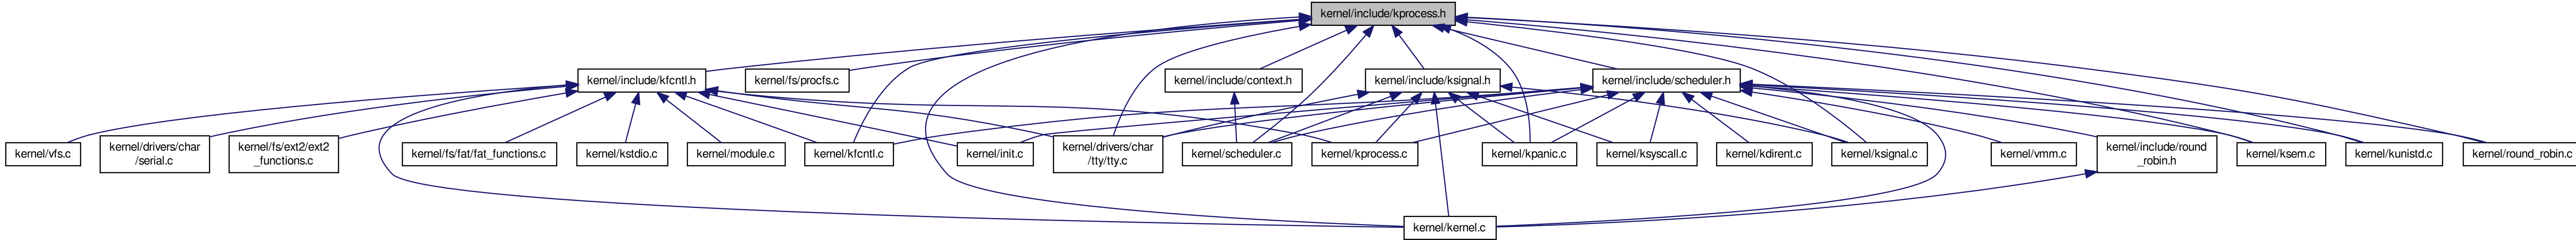 kernel/include/kprocess.h
kernel/include/kfcntl.h
kernel/fs/procfs.c
kernel/include/context.h
kernel/include/ksignal.h
kernel/include/scheduler.h
kernel/vfs.c
kernel/drivers/char
/serial.c
kernel/fs/ext2/ext2
_functions.c
kernel/fs/fat/fat_functions.c
kernel/kstdio.c
kernel/module.c
kernel/kfcntl.c
kernel/init.c
kernel/drivers/char
/tty/tty.c
kernel/scheduler.c
kernel/kprocess.c
kernel/kpanic.c
kernel/ksyscall.c
kernel/kdirent.c
kernel/ksignal.c
kernel/vmm.c
kernel/include/round
_robin.h
kernel/ksem.c
kernel/kunistd.c
kernel/round_robin.c
kernel/kernel.c